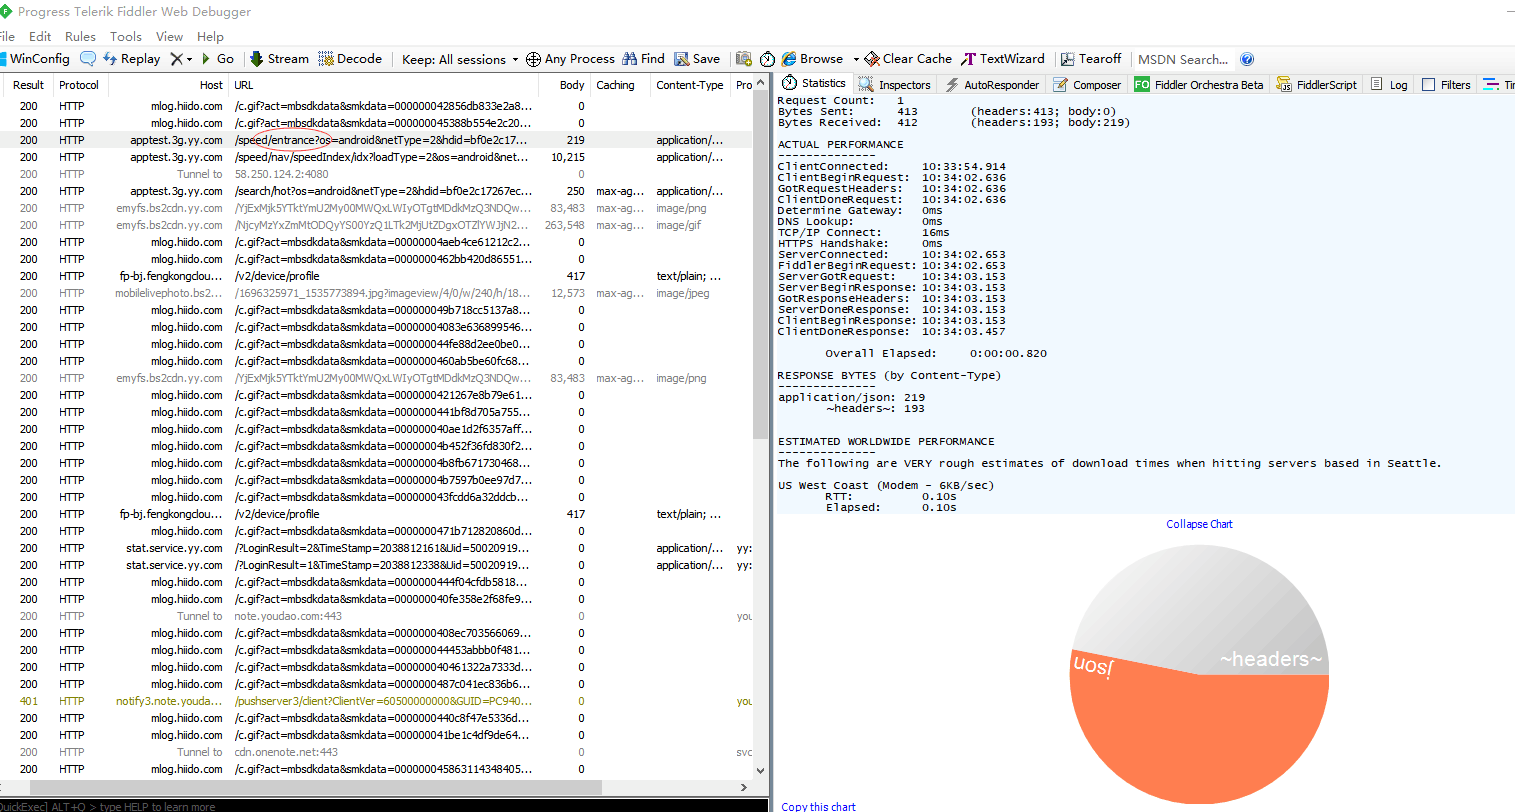 Progress Telerik Fiddler Web Debugger
File Edit Rules Tools View Help
WinConfig Replay Go Stream Decode Keep: All sessions Any Process Find Save Browse Clear Cache TextWizard Tearoff MSDN Search...
Result Protocol Host URL Body Caching Content-Type Pro
200 HTTP mlog.hiido.com /c.gif?act=mbsdkdata&smkdata=000000042856db833e2a8... 0
200 HTTP mlog.hiido.com /c.gif?act=mbsdkdata&smkdata=000000045388b554e2c20... 0
200 HTTP apptest.3g.yy.com /speed/entrance?os=android&netType=2&hdid=bf0e2c17... 219 application/...
200 HTTP apptest.3g.yy.com /speed/nav/speedIndex/idx?loadType=2&os=android&net... 10,215 application/...
200 HTTP Tunnel to 58.250.124.2:4080 0
200 HTTP apptest.3g.yy.com /search/hot?os=android&netType=2&hdid=bf0e2c17267ec... 250 max-ag... application/...
200 HTTP emyfs.bs2cdn.yy.com /YjExMjk5YTktYmU2My00MWQxLWIyOTgtMDdkMzQ3NDQw... 83,483 max-ag... image/png
200 HTTP emyfs.bs2cdn.yy.com /NjcyMzYxZmMtODQyYS00YzQ1LTk2MjUtZDgxOTZlYWJjN2... 263,548 max-ag... image/gif
200 HTTP mlog.hiido.com /c.gif?act=mbsdkdata&smkdata=00000004aeb4ce61212c2... 0
200 HTTP mlog.hiido.com /c.gif?act=mbsdkdata&smkdata=0000000462bb420d86551... 0
200 HTTP fp-bj.fengkongclou... /v2/device/profile 417 text/plain; ...
200 HTTP mobilelivephoto.bs2... /1696325971_1535773894.jpg?imageview/4/0/w/240/h/18... 12,573 max-ag... image/jpeg
200 HTTP mlog.hiido.com /c.gif?act=mbsdkdata&smkdata=000000049b718cc5137a8... 0
200 HTTP mlog.hiido.com /c.gif?act=mbsdkdata&smkdata=00000004083e636899546... 0
200 HTTP mlog.hiido.com /c.gif?act=mbsdkdata&smkdata=000000044fe88d2ee0be0... 0
200 HTTP mlog.hiido.com /c.gif?act=mbsdkdata&smkdata=0000000460ab5be60fc68... 0
200 HTTP emyfs.bs2cdn.yy.com /YjExMjk5YTktYmU2My00MWQxLWIyOTgtMDdkMzQ3NDQw... 83,483 max-ag... image/png
200 HTTP mlog.hiido.com /c.gif?act=mbsdkdata&smkdata=0000000421267e8b79e61... 0
200 HTTP mlog.hiido.com /c.gif?act=mbsdkdata&smkdata=0000000441bf8d705a755... 0
200 HTTP mlog.hiido.com /c.gif?act=mbsdkdata&smkdata=0000000440ae1d2f6357aff... 0
200 HTTP mlog.hiido.com /c.gif?act=mbsdkdata&smkdata=00000004b452f36fd830f2... 0
200 HTTP mlog.hiido.com /c.gif?act=mbsdkdata&smkdata=00000004b8fb671730468... 0
200 HTTP mlog.hiido.com /c.gif?act=mbsdkdata&smkdata=00000004b7597b0ee97d7... 0
200 HTTP mlog.hiido.com /c.gif?act=mbsdkdata&smkdata=000000043fcdd6a32ddcb... 0
200 HTTP fp-bj.fengkongclou... /v2/device/profile 417 text/plain; ...
200 HTTP mlog.hiido.com /c.gif?act=mbsdkdata&smkdata=0000000471b712820860d... 0
200 HTTP stat.service.yy.com /?LoginResult=2&TimeStamp=2038812161&Uid=50020919... 0 application/... yy:
200 HTTP stat.service.yy.com /?LoginResult=1&TimeStamp=2038812338&Uid=50020919... 0 application/... yy:
200 HTTP mlog.hiido.com /c.gif?act=mbsdkdata&smkdata=0000000444f04cfdb5818... 0
200 HTTP mlog.hiido.com /c.gif?act=mbsdkdata&smkdata=0000000440fe358e2f68fe9... 0
200 HTTP Tunnel to note.youdao.com:443 0 you
200 HTTP mlog.hiido.com /c.gif?act=mbsdkdata&smkdata=0000000408ec703566069... 0
200 HTTP mlog.hiido.com /c.gif?act=mbsdkdata&smkdata=0000000444453abbb0f481... 0
200 HTTP mlog.hiido.com /c.gif?act=mbsdkdata&smkdata=0000000440461322a7333d... 0
200 HTTP mlog.hiido.com /c.gif?act=mbsdkdata&smkdata=0000000487c041ec836b6... 0
401 HTTP notify3.note.youda... /pushserver3/client?ClientVer=60500000000&GUID=PC940... 0 you
200 HTTP mlog.hiido.com /c.gif?act=mbsdkdata&smkdata=0000000440c8f47e5336d... 0
200 HTTP mlog.hiido.com /c.gif?act=mbsdkdata&smkdata=0000000441be1c4df9de64... 0
200 HTTP Tunnel to cdn.onenote.net:443 0 svc
200 HTTP mlog.hiido.com /c.gif?act=mbsdkdata&smkdata=0000000458631143484​05... 0
QuickExec] ALT+Q > type HELP to learn more
Statistics Inspectors AutoResponder Composer FO Fiddler Orchestra Beta FiddlerScript Log Filters Tir
Request Count: 1
Bytes Sent: 413 (headers:413; body:0)
Bytes Received: 412 (headers:193; body:219)
ACTUAL PERFORMANCE
--------------
ClientConnected: 10:33:54.914
ClientBeginRequest: 10:34:02.636
GotRequestHeaders: 10:34:02.636
ClientDoneRequest: 10:34:02.636
Determine Gateway: 0ms
DNS Lookup: 0ms
TCP/IP Connect: 16ms
HTTPS Handshake: 0ms
ServerConnected: 10:34:02.653
FiddlerBeginRequest: 10:34:02.653
ServerGotRequest: 10:34:03.153
ServerBeginResponse: 10:34:03.153
GotResponseHeaders: 10:34:03.153
ServerDoneResponse: 10:34:03.153
ClientBeginResponse: 10:34:03.153
ClientDoneResponse: 10:34:03.457
Overall Elapsed: 0:00:00.820
RESPONSE BYTES (by Content-Type)
--------------
application/json: 219
~headers~: 193
ESTIMATED WORLDWIDE PERFORMANCE
--------------
The following are VERY rough estimates of download times when hitting servers based in Seattle.
US West Coast (Modem - 6KB/sec)
RTT: 0.10s
Elapsed: 0.10s
Collapse Chart
~headers~
json
Copy this chart